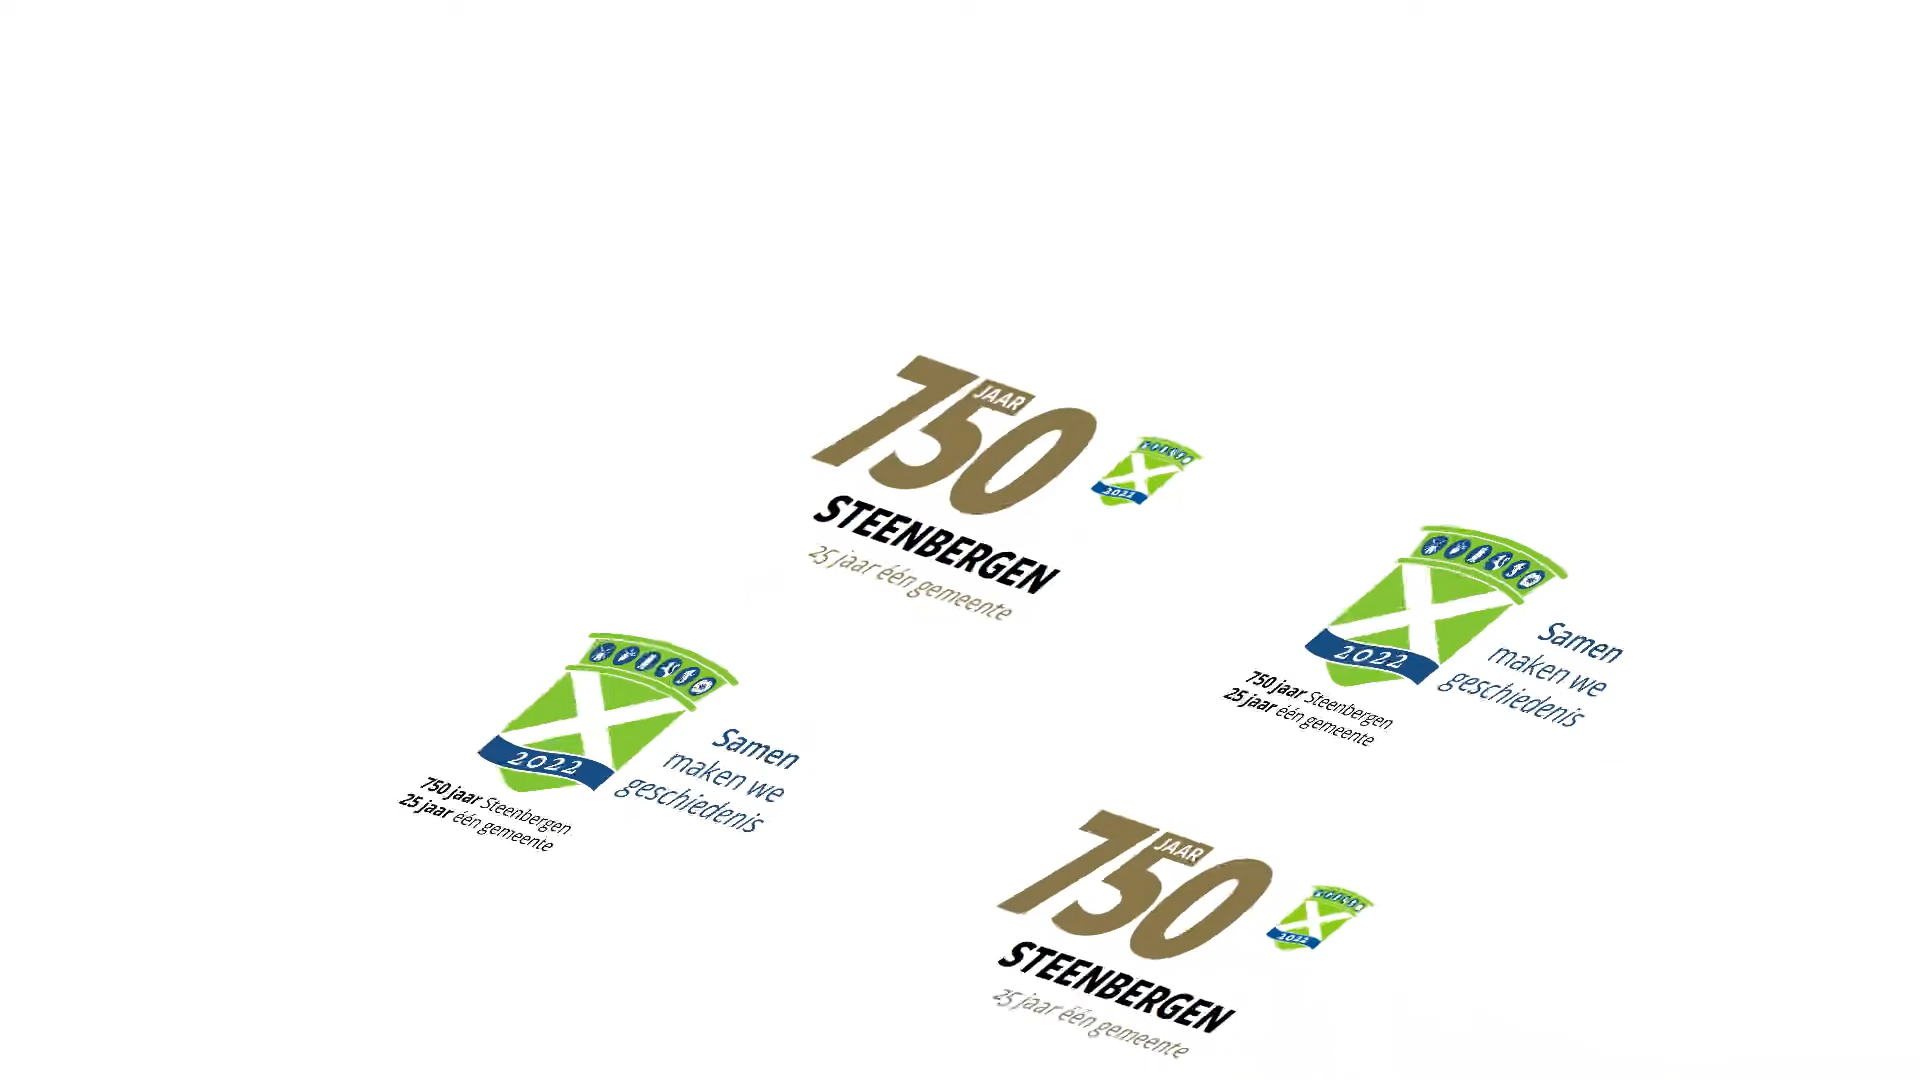 750
JAAR
2022
STEENBERGEN
25 jaar één gemeente
2022
Samen
maken we
geschiedenis
750 jaar Steenbergen
25 jaar één gemeente
2022
Samen
maken we
geschiedenis
750 jaar Steenbergen
25 jaar één gemeente
750
JAAR
2022
STEENBERGEN
25 jaar één gemeente